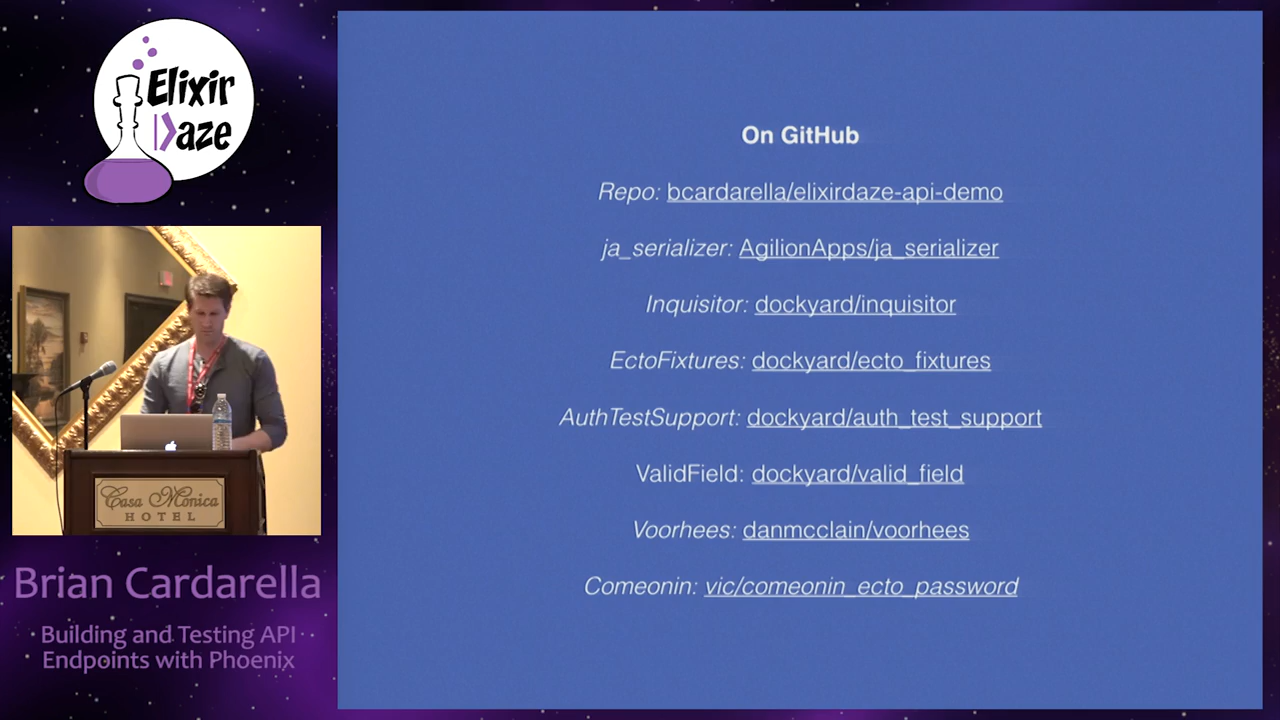 Elixir
Daze
Casa Monica
HOTEL
Brian Cardarella
Building and Testing API
Endpoints with Phoenix
On GitHub
Repo: bcardarella/elixirdaze-api-demo
ja_serializer: AgilionApps/ja_serializer
Inquisitor: dockyard/inquisitor
EctoFixtures: dockyard/ecto_fixtures
AuthTestSupport: dockyard/auth_test_support
ValidField: dockyard/valid_field
Voorhees: danmcclain/voorhees
Comeonin: vic/comeonin_ecto_password